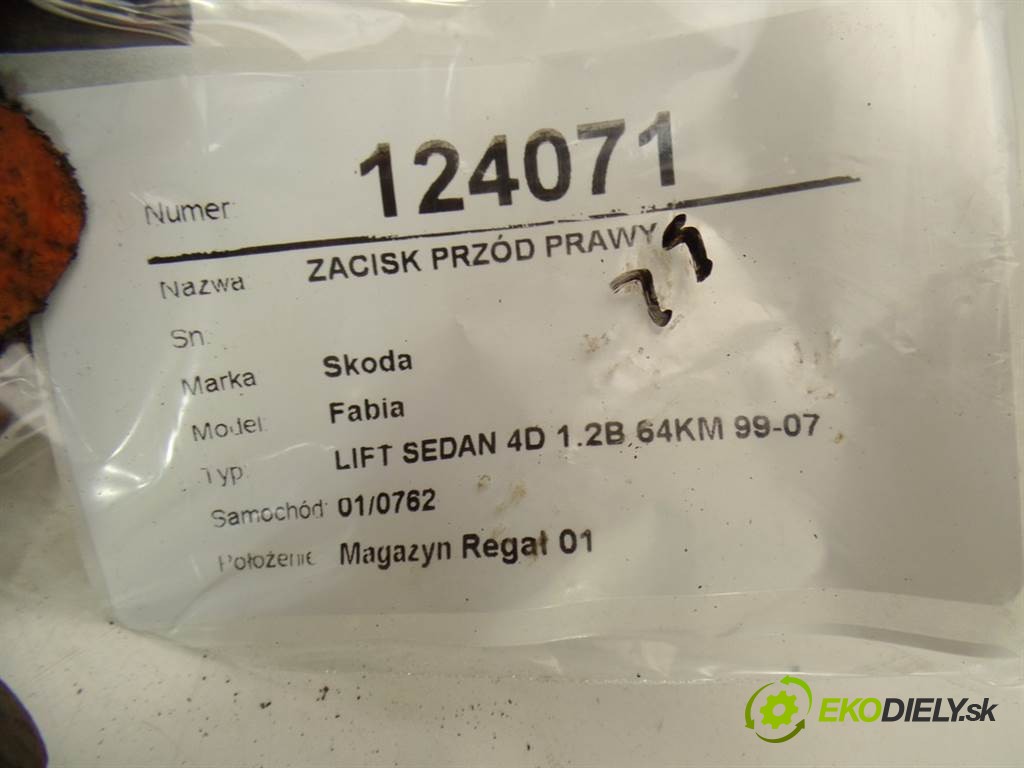 Numer: 124071
Nazwa ZACISK PRZÓD PRAWY
Sn:
Marka Skoda
Model: Fabia
Typ: LIFT SEDAN 4D 1.2B 64KM 99-07
Samochód: 01/0762
Położenie Magazyn Regał 01
EKODIELY.sk